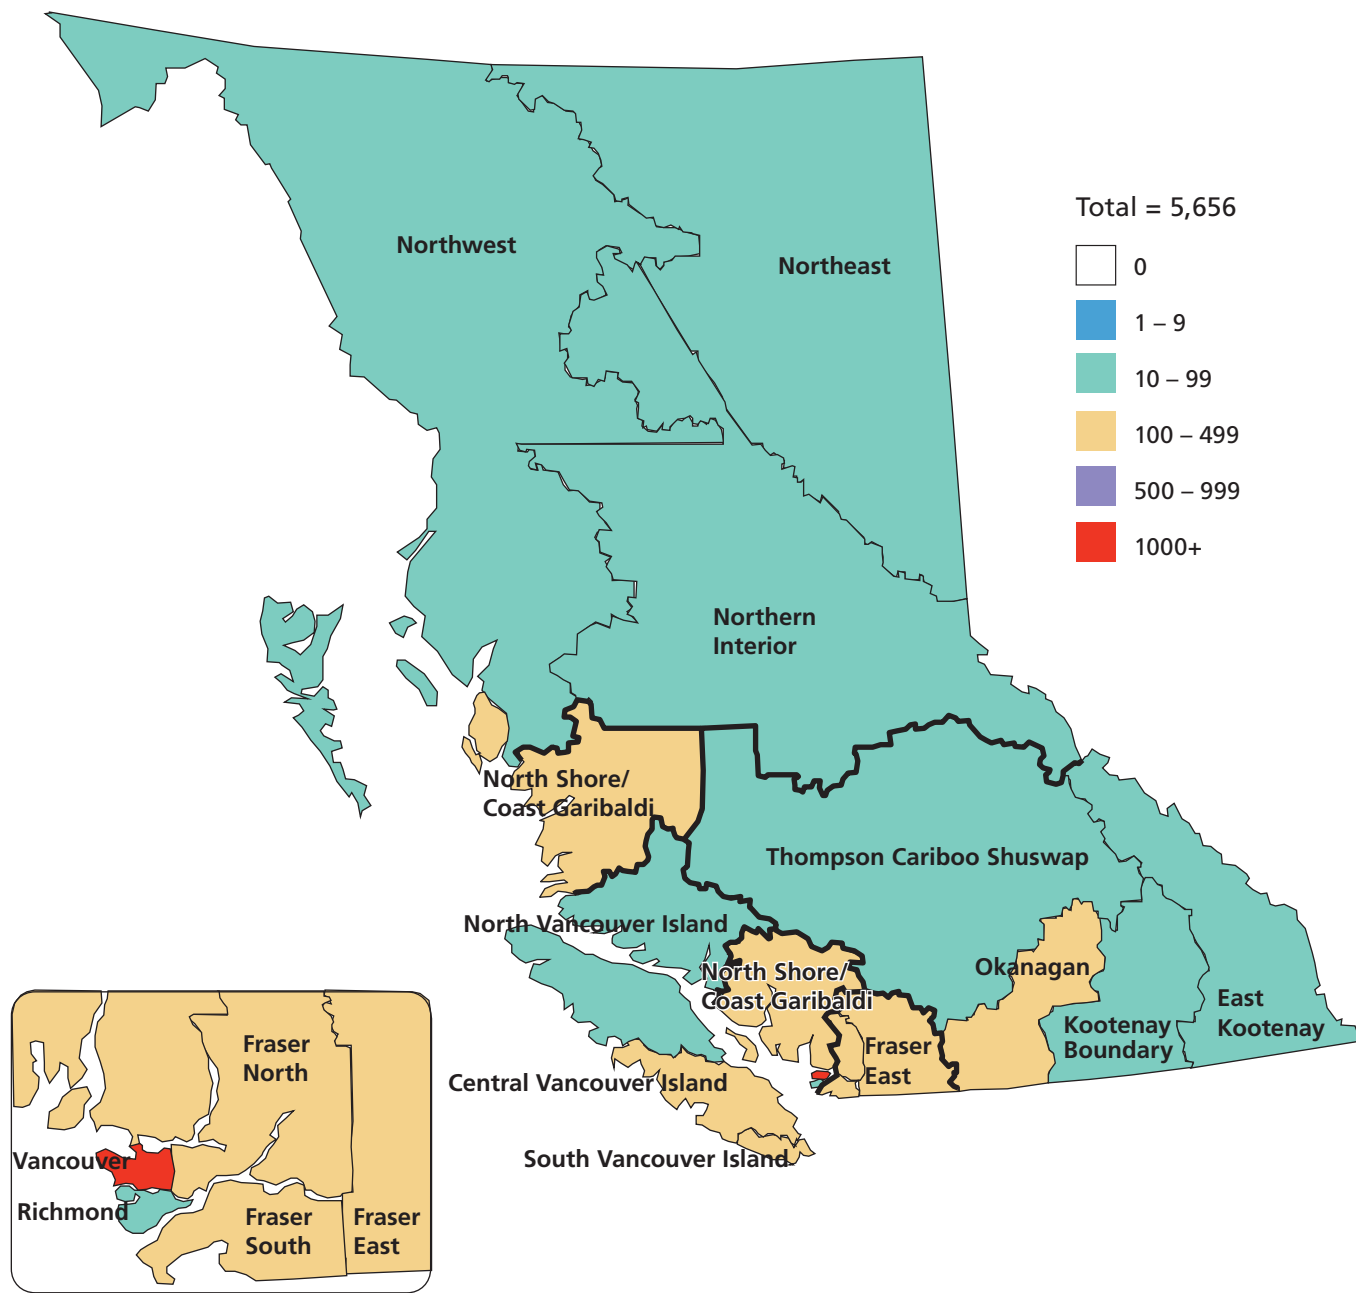 Northwest
Northeast
Total = 5,656
0
1 – 9
10 – 99
100 – 499
500 – 999
1000+
Northern
Interior
North Shore/
Coast Garibaldi
Thompson Cariboo Shuswap
North Vancouver Island
North Shore/
Coast Garibaldi
Okanagan
East
Kootenay
Kootenay
Boundary
Fraser
East
Central Vancouver Island
South Vancouver Island
Fraser
North
Vancouver
Richmond
Fraser
South
Fraser
East